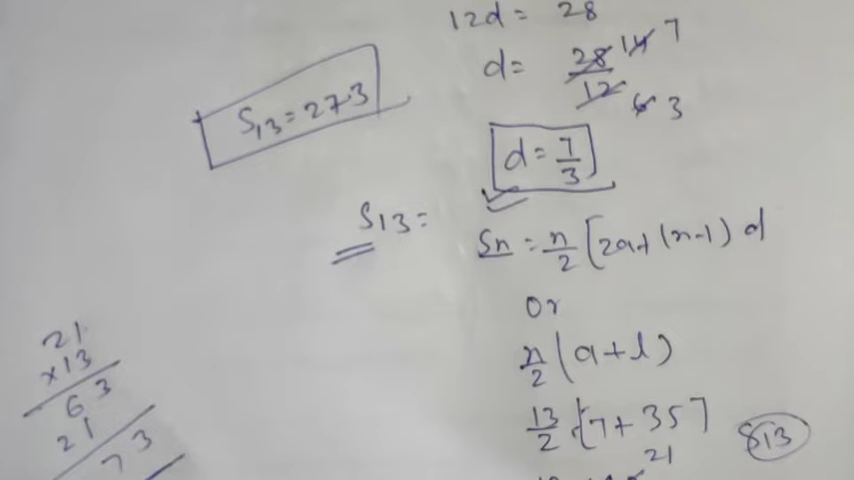 12d = 28
d = 28 14 7
12 6 3
S13 = 273
d = 7/3
S13 =
Sn = n/2 [2a+(n-1) d
or
n/2 (a+l)
13/2 [7+35]
S13
21
21
x13
63
21
73